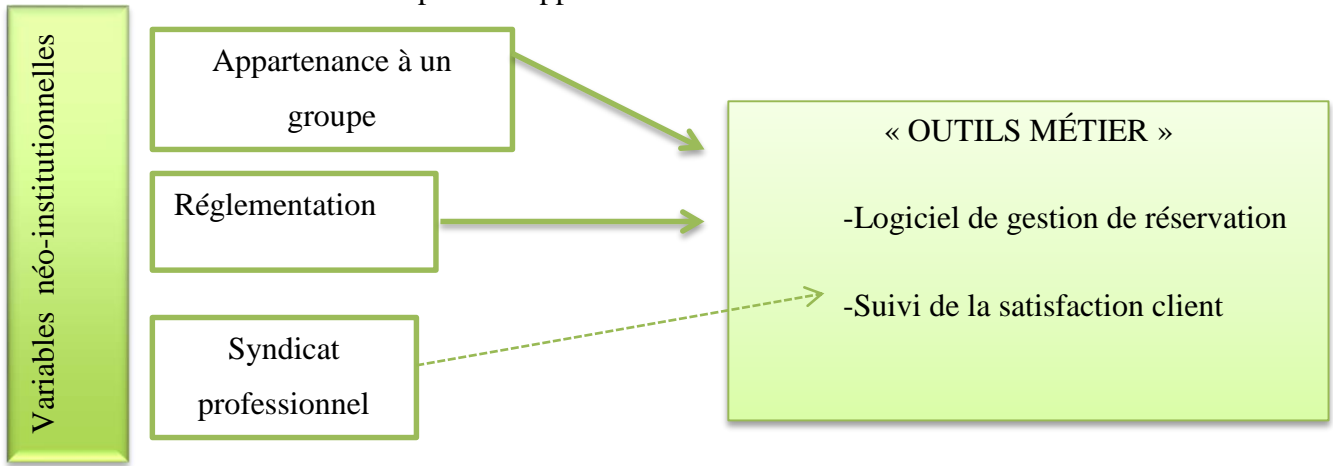 Variables néo-institutionnelles
Appartenance à un
groupe
Réglementation
Syndicat
professionnel
« OUTILS MÉTIER »
-Logiciel de gestion de réservation
-Suivi de la satisfaction client